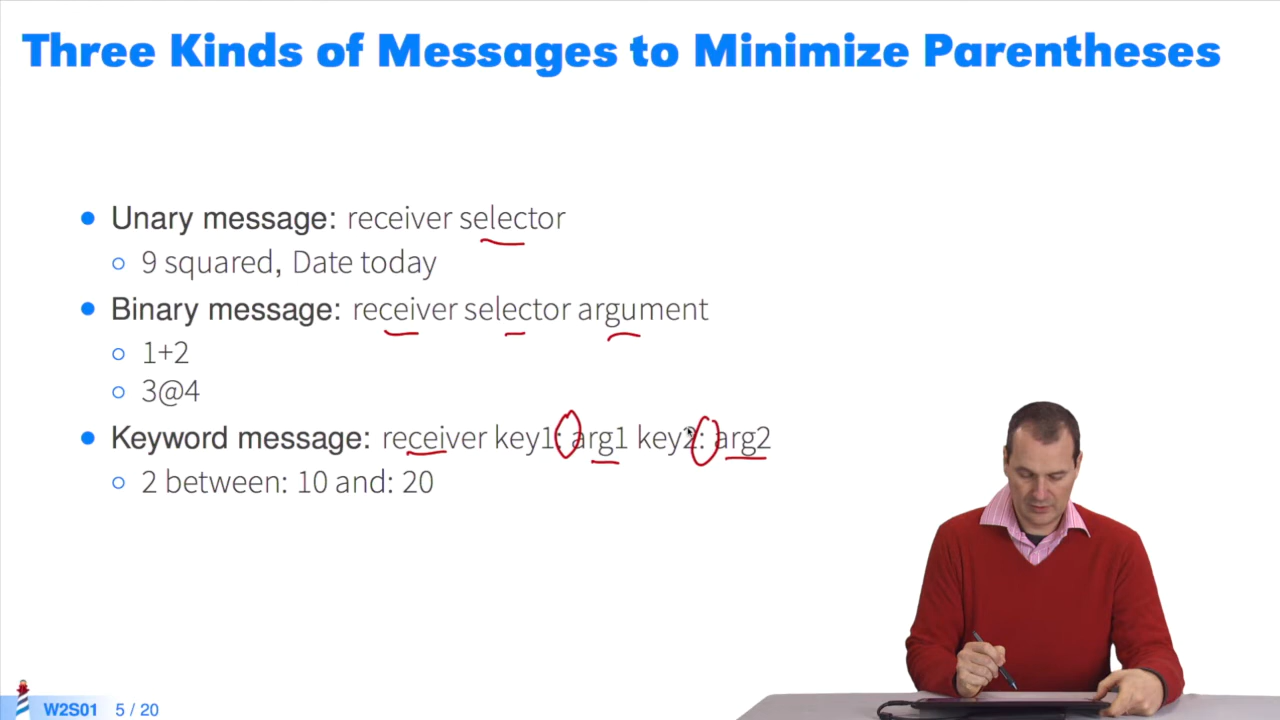 Three Kinds of Messages to Minimize Parentheses
Unary message: receiver selector
9 squared, Date today
Binary message: receiver selector argument
1+2
3@4
Keyword message: receiver key1: arg1 key2: arg2
2 between: 10 and: 20
W2S01 5 / 20